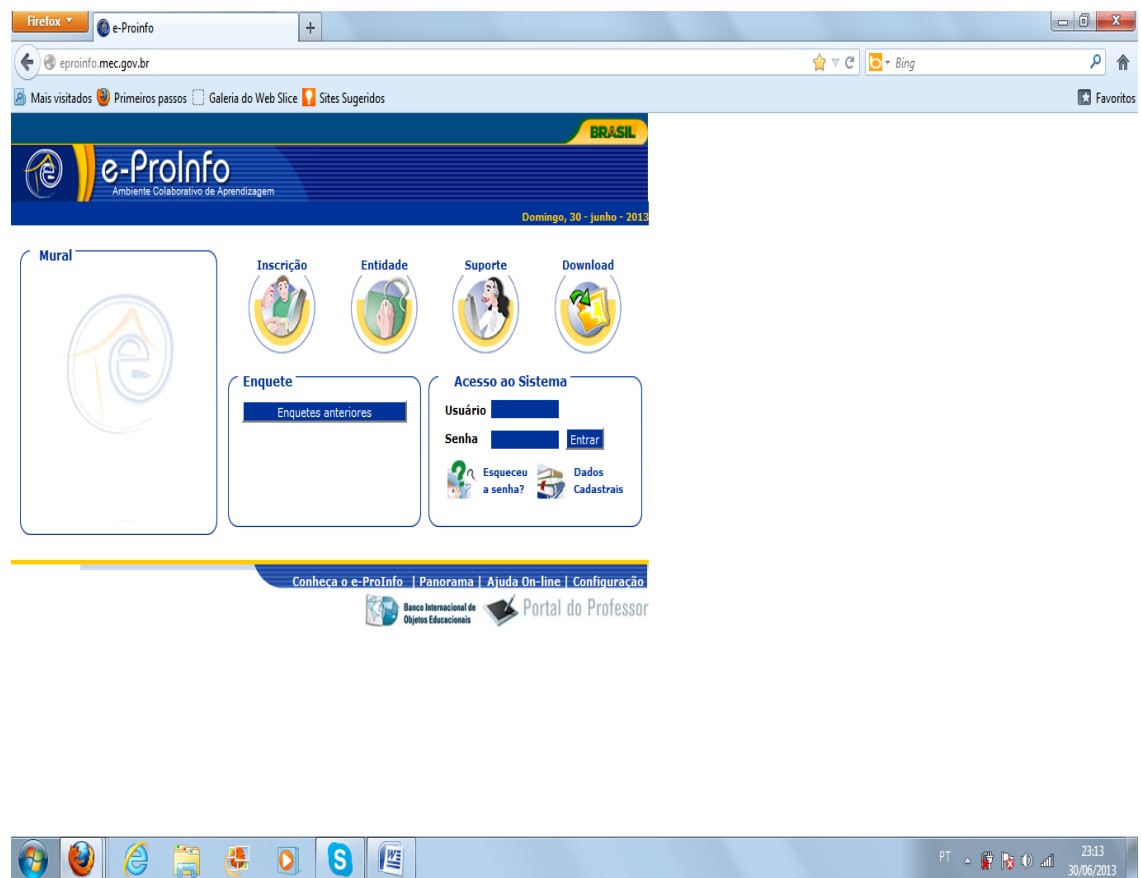 Firefox
e-Proinfo
eproinfo.mec.gov.br
Bing
Mais visitados Primeiros passos Galeria do Web Slice Sites Sugeridos
Favoritos
BRASIL
e-ProInfo
Ambiente Colaborativo de Aprendizagem
Domingo, 30 - junho - 2013
Mural
Inscrição Entidade Suporte Download
Enquete
Enquetes anteriores
Acesso ao Sistema
Usuário
Senha Entrar
Esqueceu
a senha?
Dados
Cadastrais
Conheça o e-ProInfo | Panorama | Ajuda On-line | Configuração
Banco Internacional de
Objetos Educacionais
Portal do Professor
PT
23:13
30/06/2013